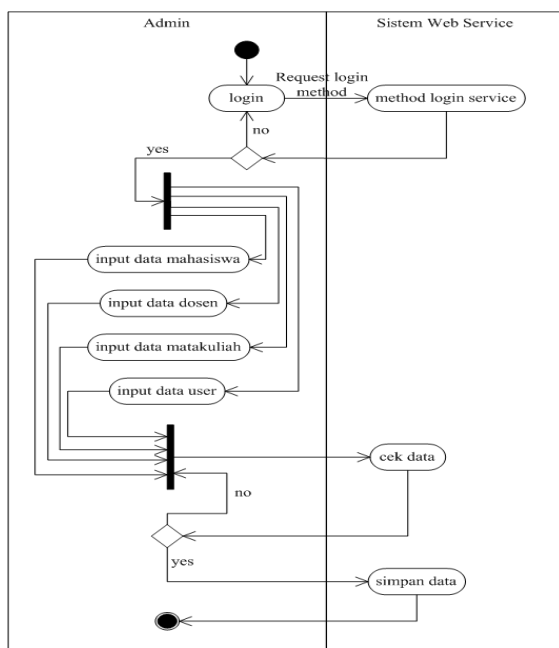 Admin
Sistem Web Service
Request login
method
login
method login service
no
yes
input data mahasiswa
input data dosen
input data matakuliah
input data user
cek data
no
yes
simpan data